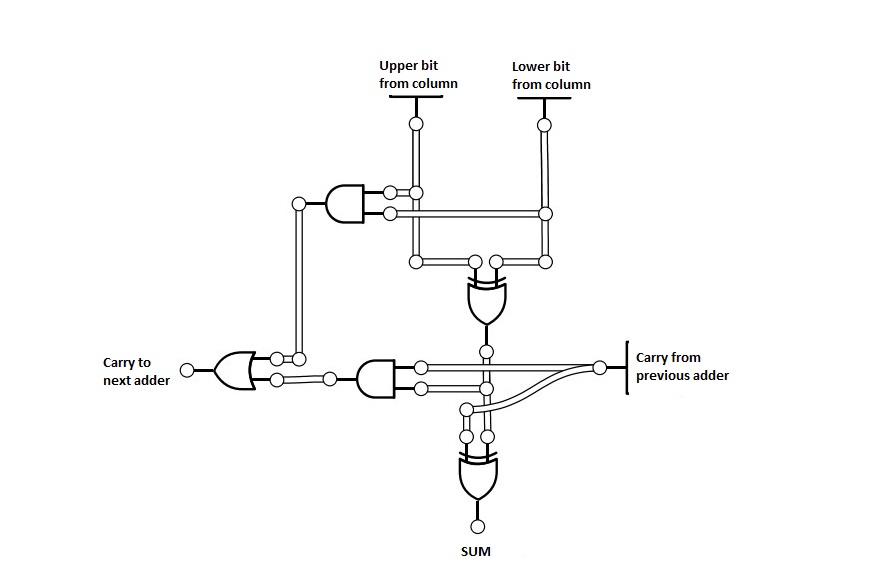 Upper bit
from column
Lower bit
from column
Carry to
next adder
Carry from
previous adder
SUM